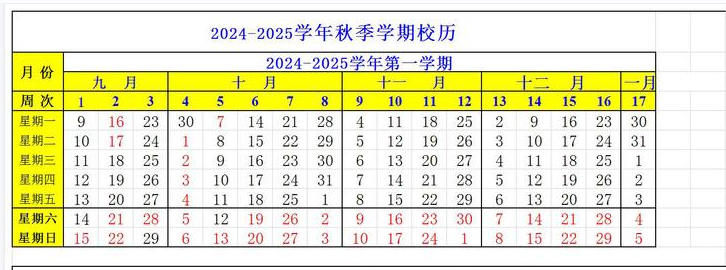 2024-2025学年秋季学期校历
2024-2025学年第一学期
月 份
九 月 十 月 十一 月 十二 月 一月
周 次 1 2 3 4 5 6 7 8 9 10 11 12 13 14 15 16 17
星期一 9 16 23 30 7 14 21 28 4 11 18 25 2 9 16 23 30
星期二 10 17 24 1 8 15 22 29 5 12 19 26 3 10 17 24 31
星期三 11 18 25 2 9 16 23 30 6 13 20 27 4 11 18 25 1
星期四 12 19 26 3 10 17 24 31 7 14 21 28 5 12 19 26 2
星期五 13 20 27 4 11 18 25 1 8 15 22 29 6 13 20 27 3
星期六 14 21 28 5 12 19 26 2 9 16 23 30 7 14 21 28 4
星期日 15 22 29 6 13 20 27 3 10 17 24 1 8 15 22 29 5